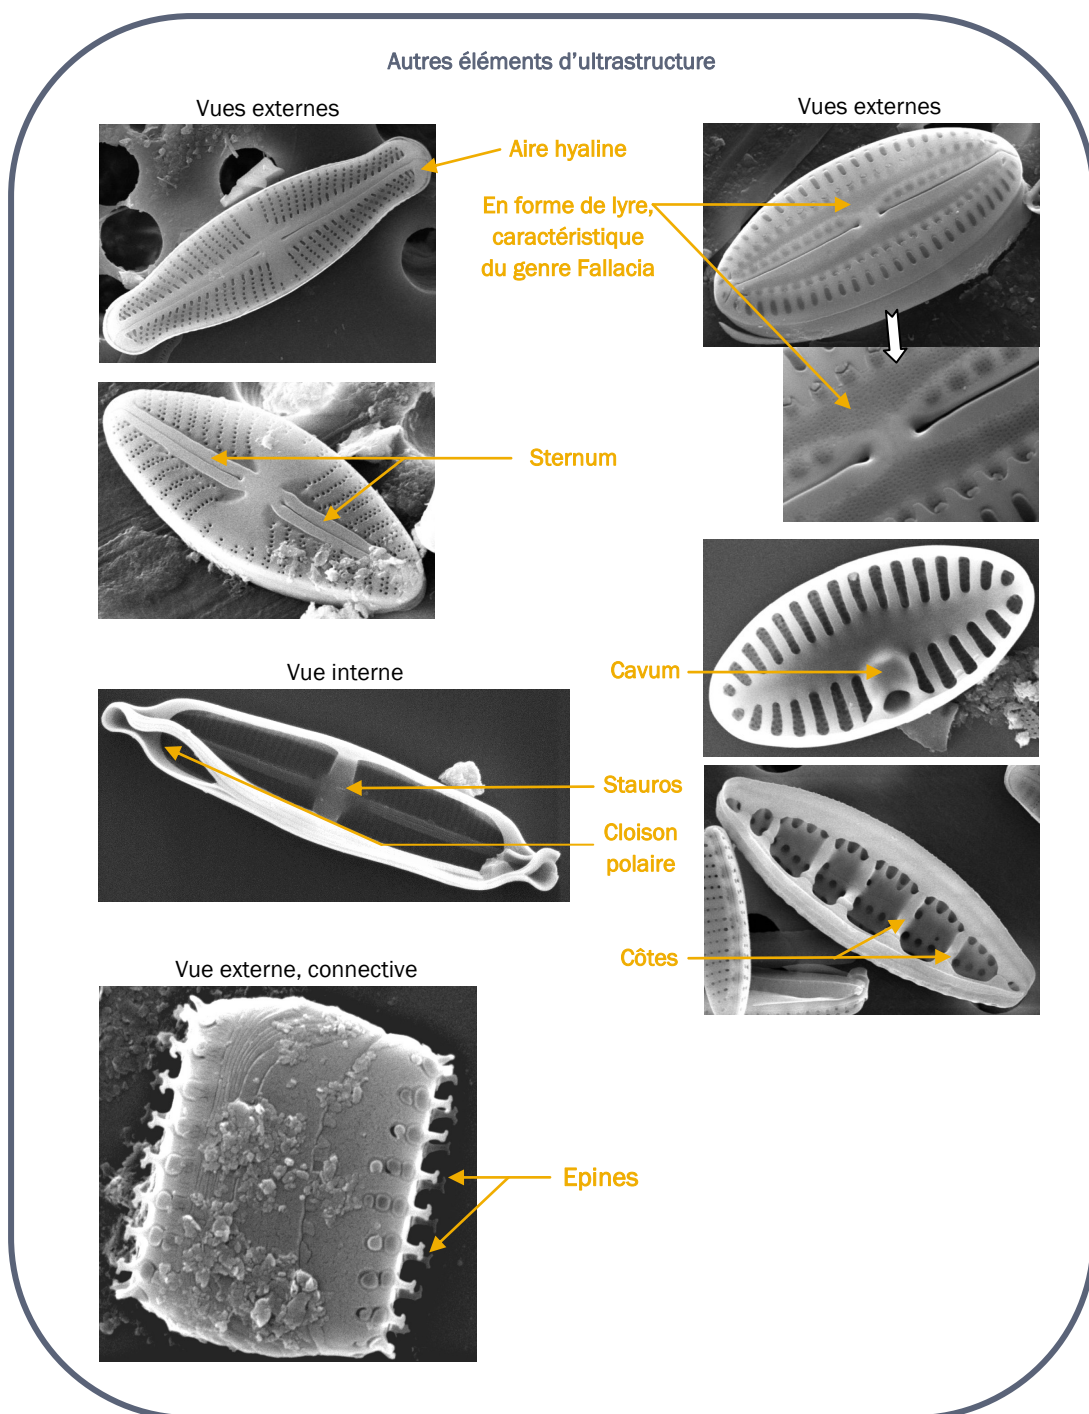 Autres éléments d'ultrastructure
Vues externes
Vues externes
Aire hyaline
En forme de lyre,
caractéristique
du genre Fallacia
Sternum
Cavum
Vue interne
Stauros
Cloison
polaire
Côtes
Vue externe, connective
Epines